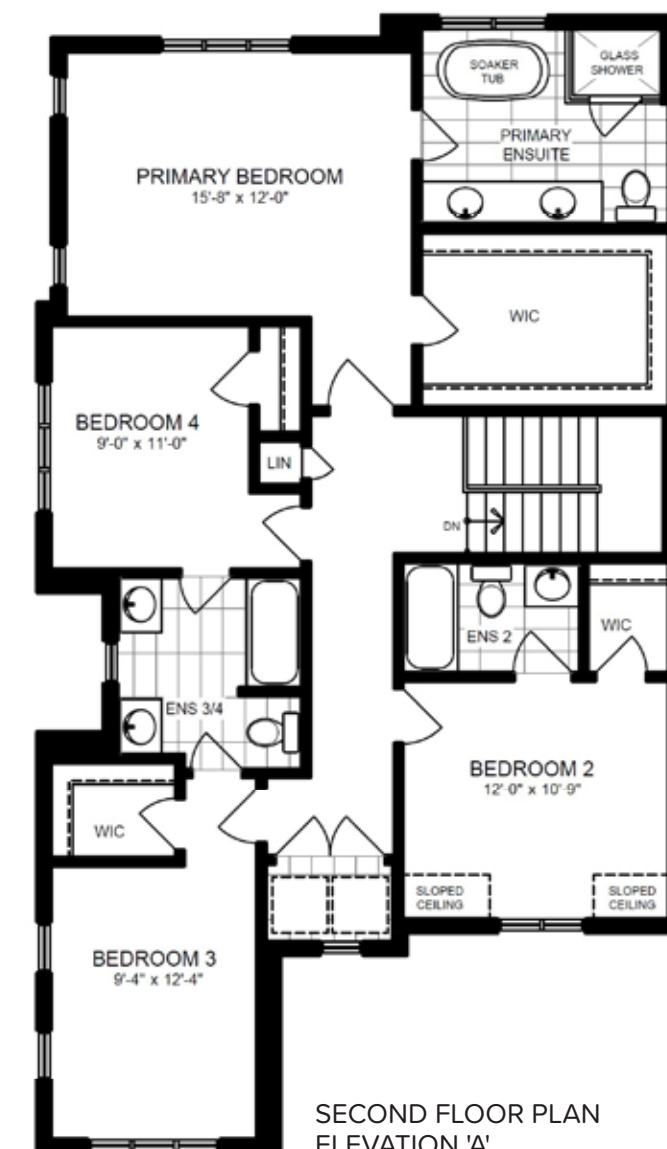 SOAKER
TUB
GLASS
SHOWER
PRIMARY
ENSUITE
PRIMARY BEDROOM
15'-8" x 12'-0"
WIC
BEDROOM 4
9'-0" x 11'-0"
LIN
DN
ENS 2
WIC
ENS 3/4
BEDROOM 2
12'-0" x 10'-9"
WIC
SLOPED
CEILING
SLOPED
CEILING
BEDROOM 3
9'-4" x 12'-4"
SECOND FLOOR PLAN
ELEVATION 'A'